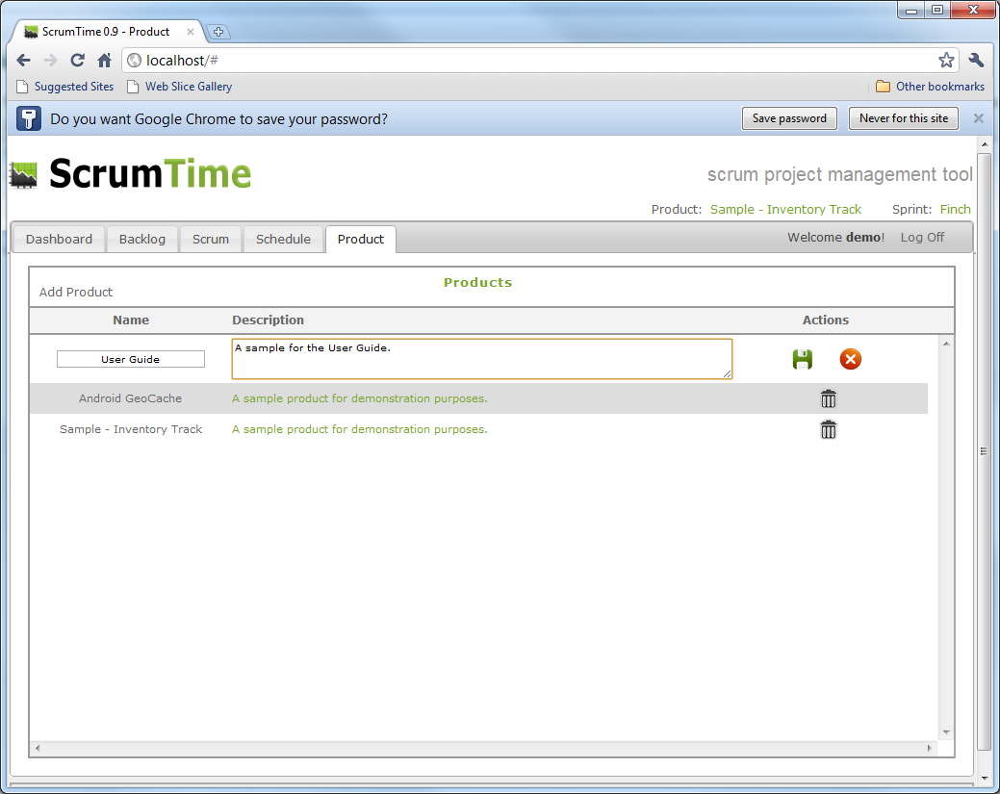 ScrumTime 0.9 - Product
localhost/#
Suggested Sites Web Slice Gallery Other bookmarks
Do you want Google Chrome to save your password? Save password Never for this site
ScrumTime
scrum project management tool
Product: Sample - Inventory Track Sprint: Finch
Dashboard Backlog Scrum Schedule Product Welcome demo! Log Off
Products
Add Product
Name Description Actions
User Guide A sample for the User Guide.
Android GeoCache A sample product for demonstration purposes.
Sample - Inventory Track A sample product for demonstration purposes.